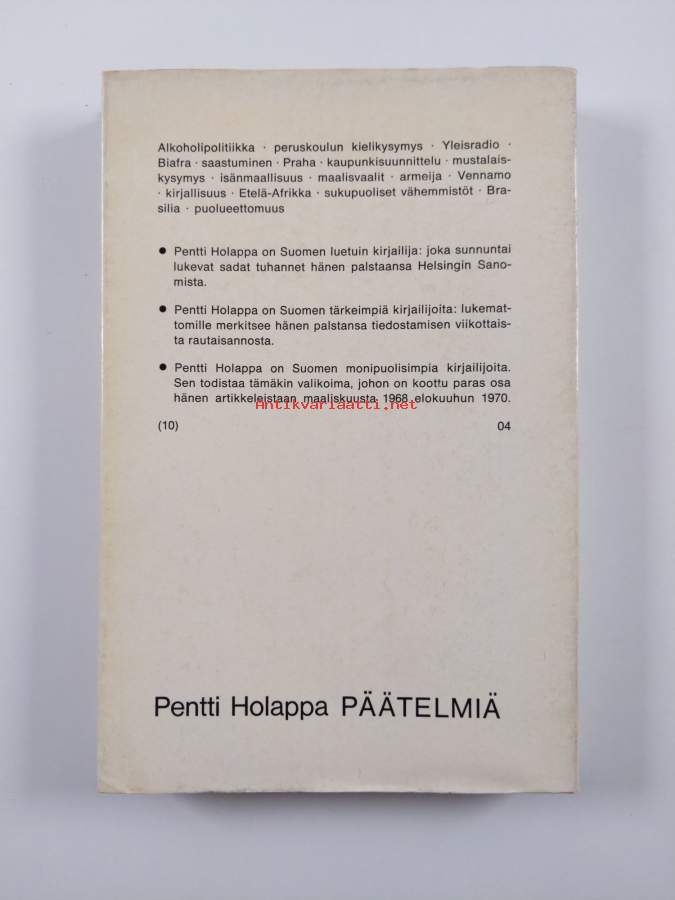 Alkoholipolitiikka · peruskoulun kielikysymys · Yleisradio ·
Biafra · saastuminen · Praha · kaupunkisuunnittelu · mustalais-
kysymys · isänmaallisuus · maalisvaalit · armeija · Vennamo
· kirjallisuus · Etelä-Afrikka · sukupuoliset vähemmistöt · Bra-
silia · puolueettomuus
● Pentti Holappa on Suomen luetuin kirjailija: joka sunnuntai
lukevat sadat tuhannet hänen palstaansa Helsingin Sano-
mista.
● Pentti Holappa on Suomen tärkeimpiä kirjailijoita: lukemat-
tomille merkitsee hänen palstansa tiedostamisen viikottais-
ta rautaisannosta.
● Pentti Holappa on Suomen monipuolisimpia kirjailijoita.
Sen todistaa tämäkin valikoima, johon on koottu paras osa
hänen artikkeleistaan maaliskuusta 1968 elokuuhun 1970.
Antikvariaatti.net
(10) 04
Pentti Holappa PÄÄTELMIÄ